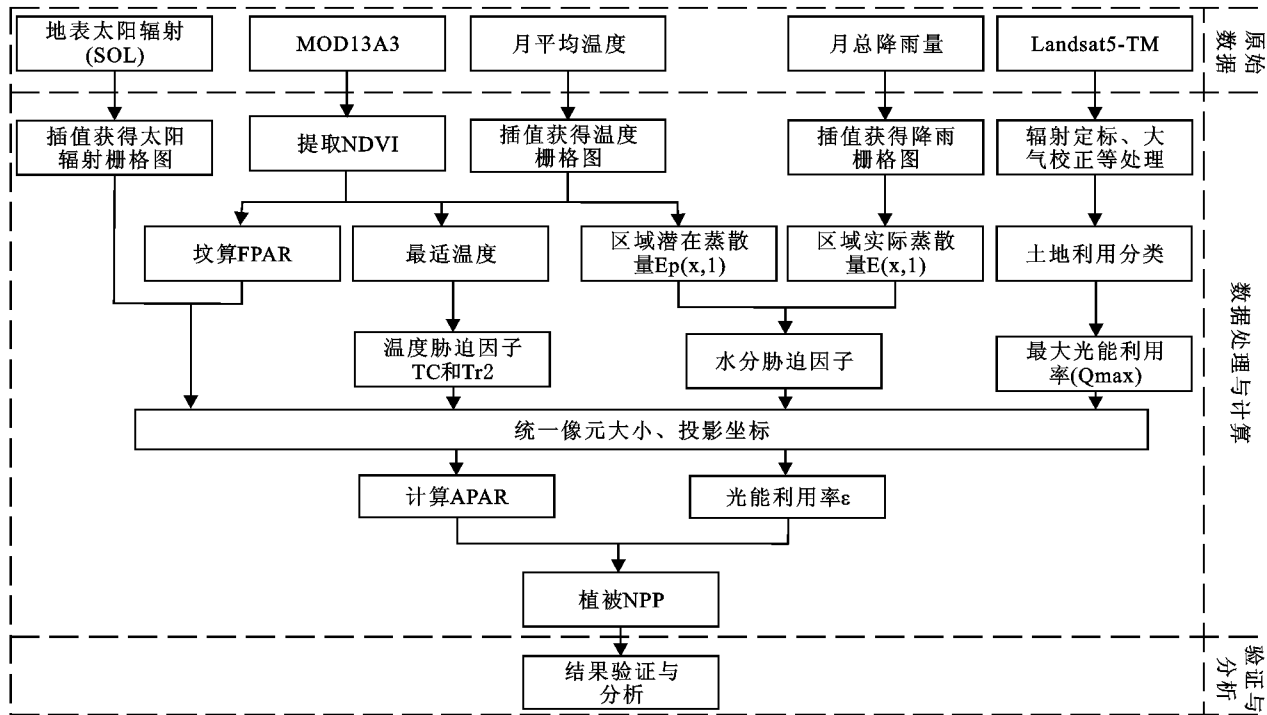 地表太阳辐射
(SOL)
MOD13A3
月平均温度
月总降雨量
Landsat5-TM
原始
数据
插值获得太阳
辐射栅格图
提取NDVI
插值获得温度
栅格图
插值获得降雨
栅格图
辐射定标、大
气校正等处理
坟算FPAR
最适温度
区域潜在蒸散
量Ep(x,1)
区域实际蒸散
量E(x,1)
土地利用分类
温度胁迫因子
TC和Tr2
水分胁迫因子
最大光能利用
率(Qmax)
数据处理与计算
统一像元大小、投影坐标
计算APAR
光能利用率ε
植被NPP
结果验证与
分析
验证与
分析